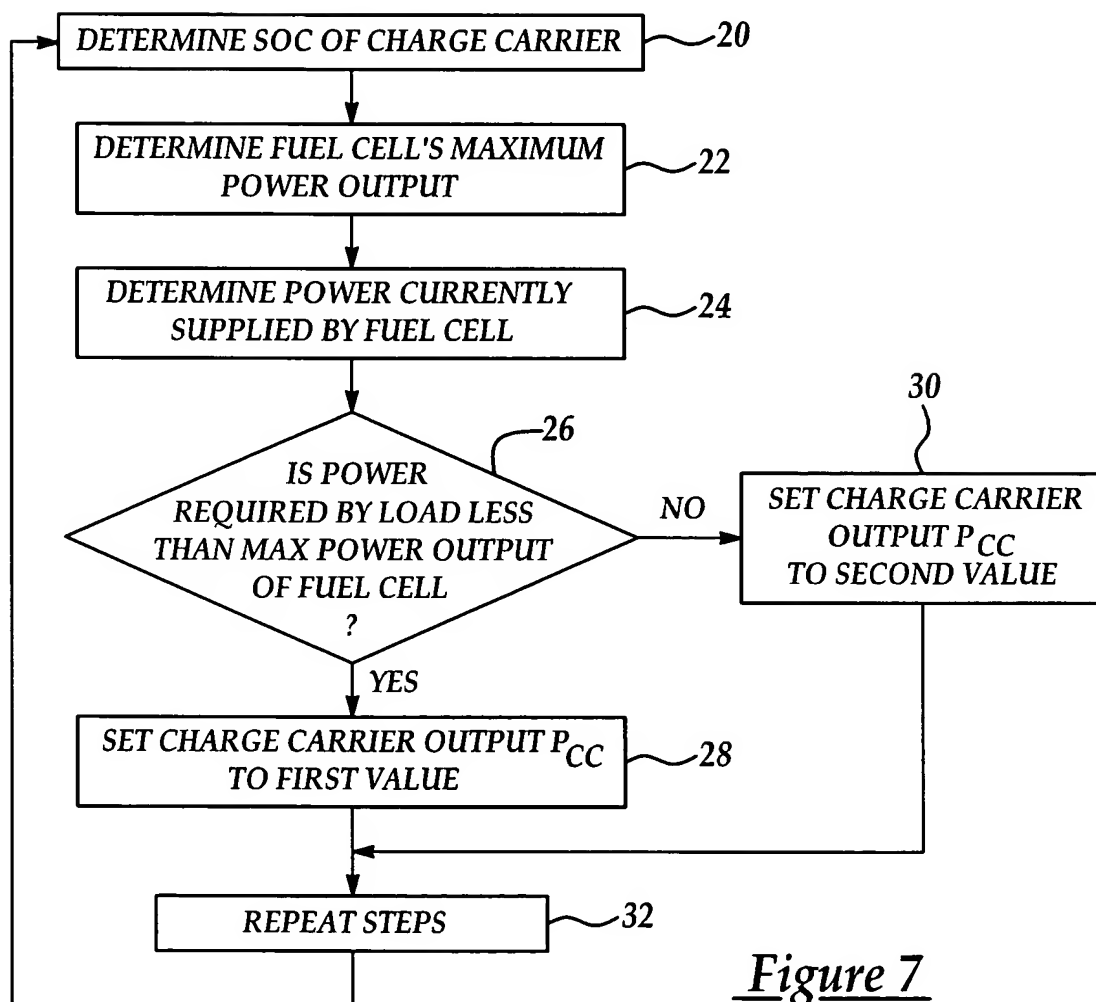 DETERMINE SOC OF CHARGE CARRIER
20
DETERMINE FUEL CELL'S MAXIMUM
POWER OUTPUT
22
DETERMINE POWER CURRENTLY
SUPPLIED BY FUEL CELL
24
IS POWER
REQUIRED BY LOAD LESS
THAN MAX POWER OUTPUT
OF FUEL CELL
?
26
NO
30
SET CHARGE CARRIER
OUTPUT PCC
TO SECOND VALUE
YES
SET CHARGE CARRIER OUTPUT PCC
TO FIRST VALUE
28
REPEAT STEPS
32
Figure 7